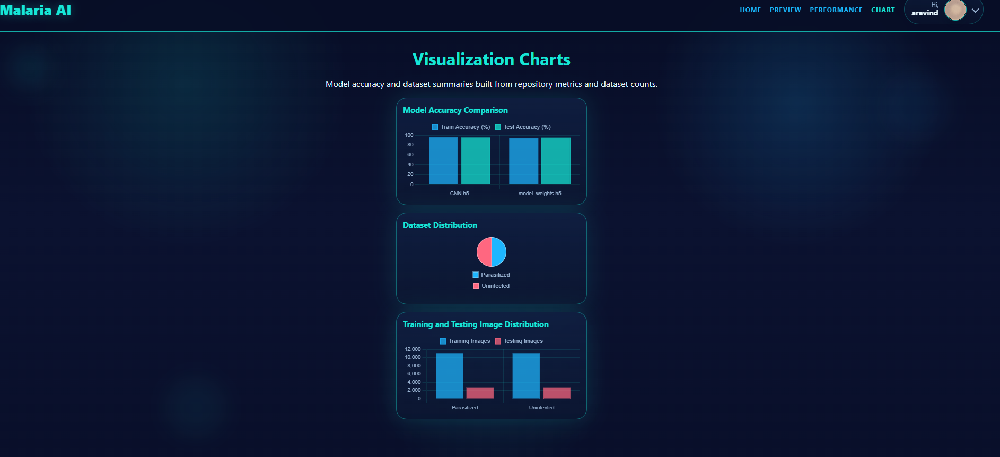 Malaria AI
HOME PREVIEW PERFORMANCE CHART
Hi,
aravind
Visualization Charts
Model accuracy and dataset summaries built from repository metrics and dataset counts.
Model Accuracy Comparison
Train Accuracy (%) Test Accuracy (%)
100
80
60
40
20
0
CNN.h5 model_weights.h5
Dataset Distribution
Parasitized
Uninfected
Training and Testing Image Distribution
Training Images Testing Images
12,000
10,000
8,000
6,000
4,000
2,000
0
Parasitized Uninfected